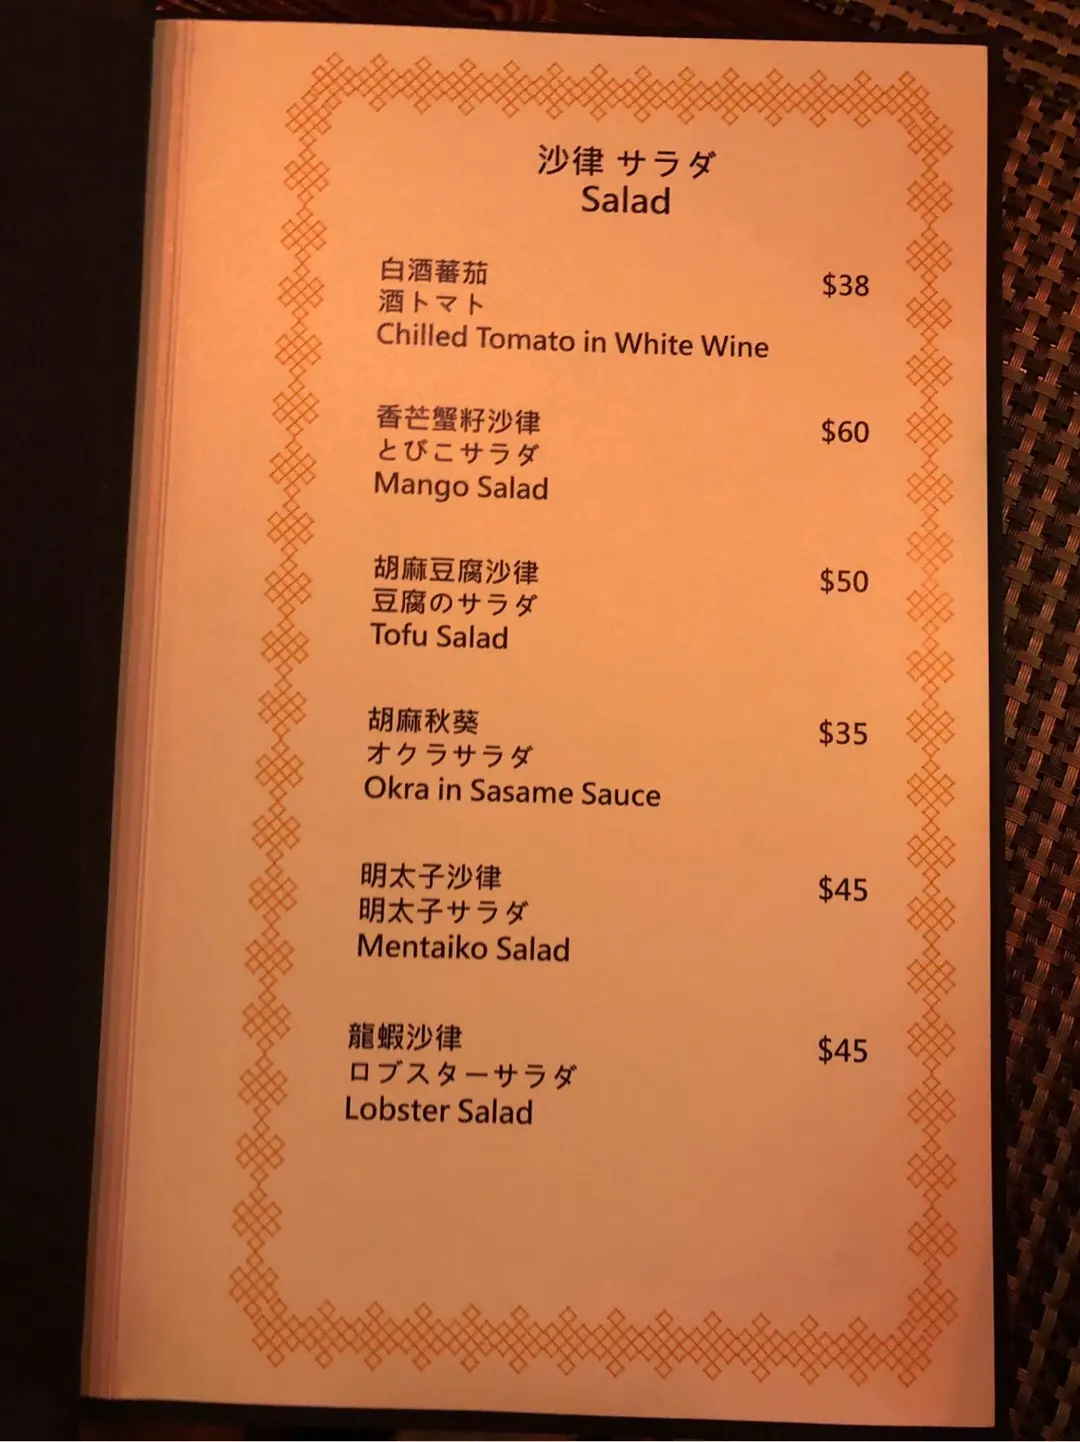 沙律 サラダ
Salad
白酒蕃茄
酒トマト
Chilled Tomato in White Wine
$38
香芒蟹籽沙律
とびこサラダ
Mango Salad
$60
胡麻豆腐沙律
豆腐のサラダ
Tofu Salad
$50
胡麻秋葵
オクラサラダ
Okra in Sasame Sauce
$35
明太子沙律
明太子サラダ
Mentaiko Salad
$45
龍蝦沙律
ロブスターサラダ
Lobster Salad
$45